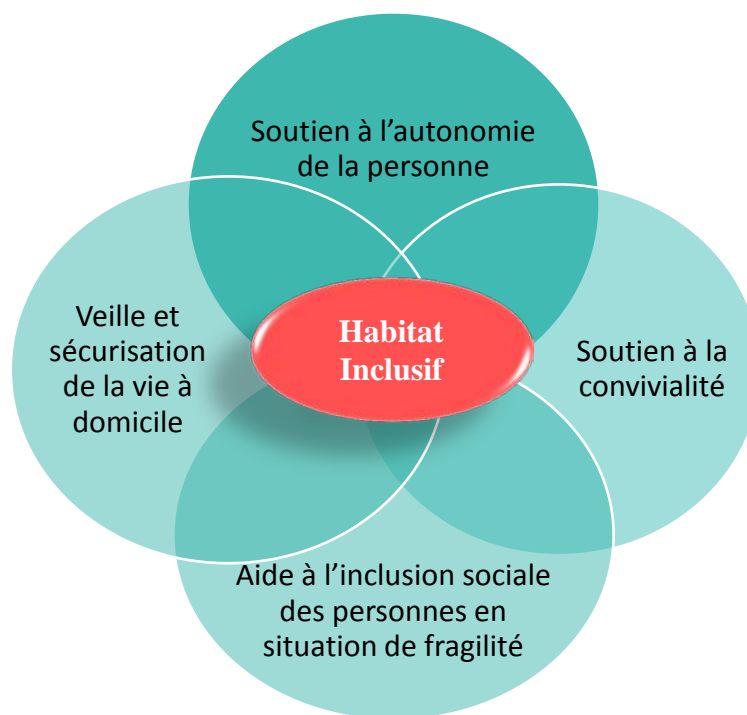 Soutien à l’autonomie
de la personne
Veille et
sécurisation
de la vie à
domicile
Habitat
Inclusif
Soutien à la
convivialité
Aide à l’inclusion sociale
des personnes en
situation de fragilité